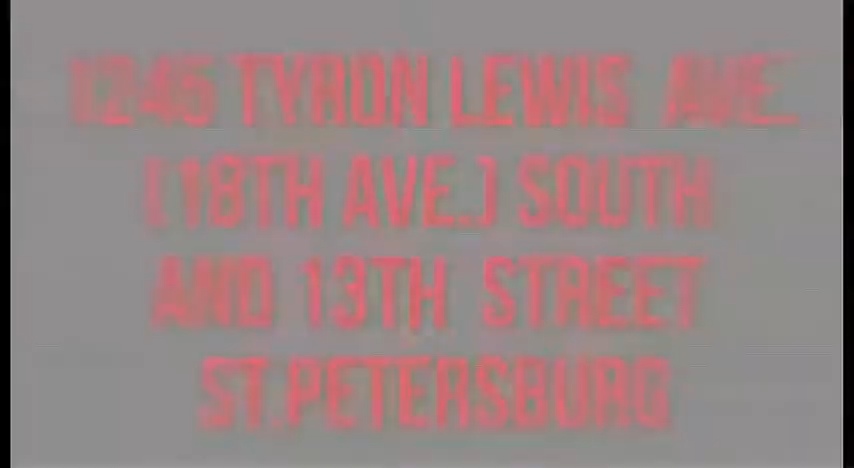 1245 TYRON LEWIS AVE.
(18TH AVE.) SOUTH
AND 13TH STREET
ST.PETERSBURG